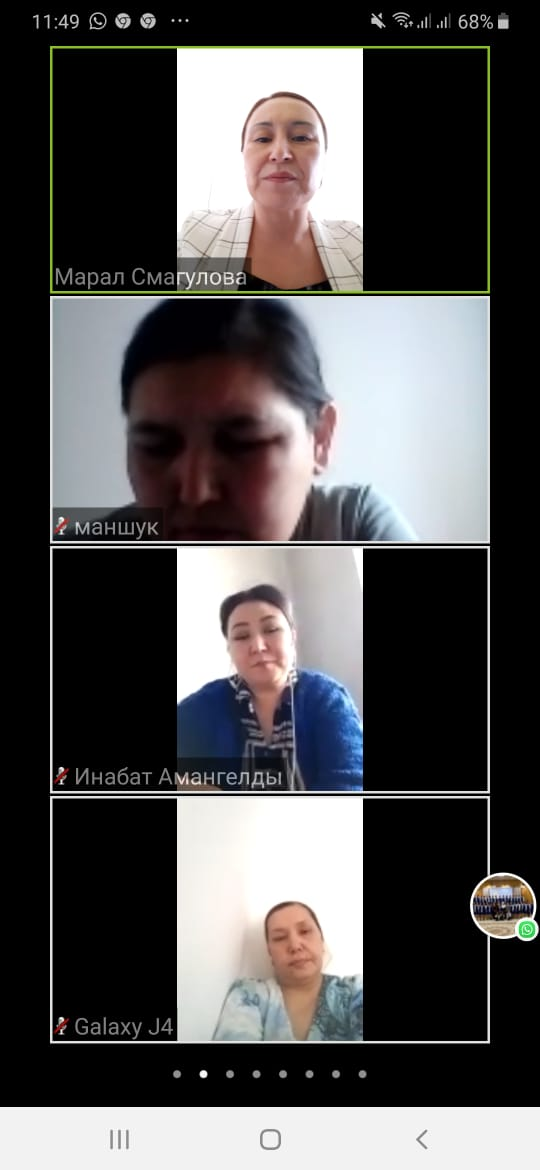 11:49
68%
Марал Смагулова
маншук
Инабат Амангелды
Galaxy J4